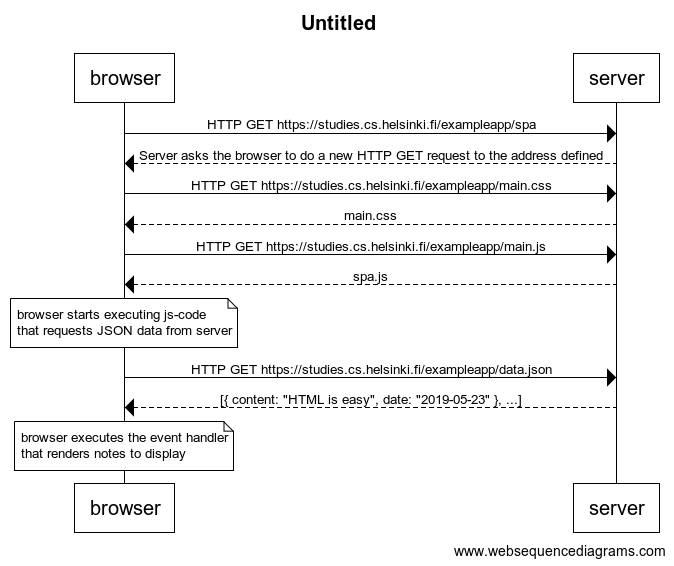 Untitled
browser
server
HTTP GET https://studies.cs.helsinki.fi/exampleapp/spa
Server asks the browser to do a new HTTP GET request to the address defined
HTTP GET https://studies.cs.helsinki.fi/exampleapp/main.css
main.css
HTTP GET https://studies.cs.helsinki.fi/exampleapp/main.js
spa.js
browser starts executing js-code
that requests JSON data from server
HTTP GET https://studies.cs.helsinki.fi/exampleapp/data.json
[{ content: "HTML is easy", date: "2019-05-23" }, ...]
browser executes the event handler
that renders notes to display
browser
server
www.websequencediagrams.com